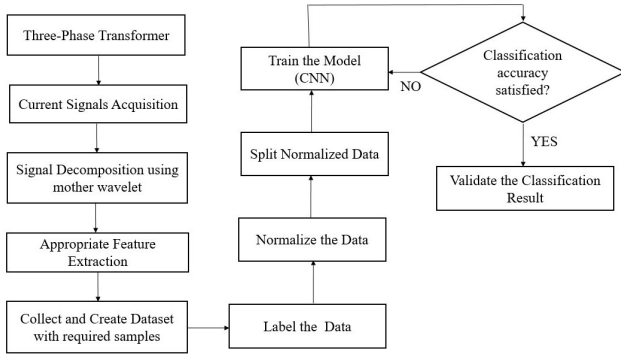 Three-Phase Transformer
Current Signals Acquisition
Signal Decomposition using
mother wavelet
Appropriate Feature
Extraction
Collect and Create Dataset
with required samples
Label the Data
Normalize the Data
Split Normalized Data
Train the Model
(CNN)
Classification
accuracy
satisfied?
NO
YES
Validate the Classification
Result